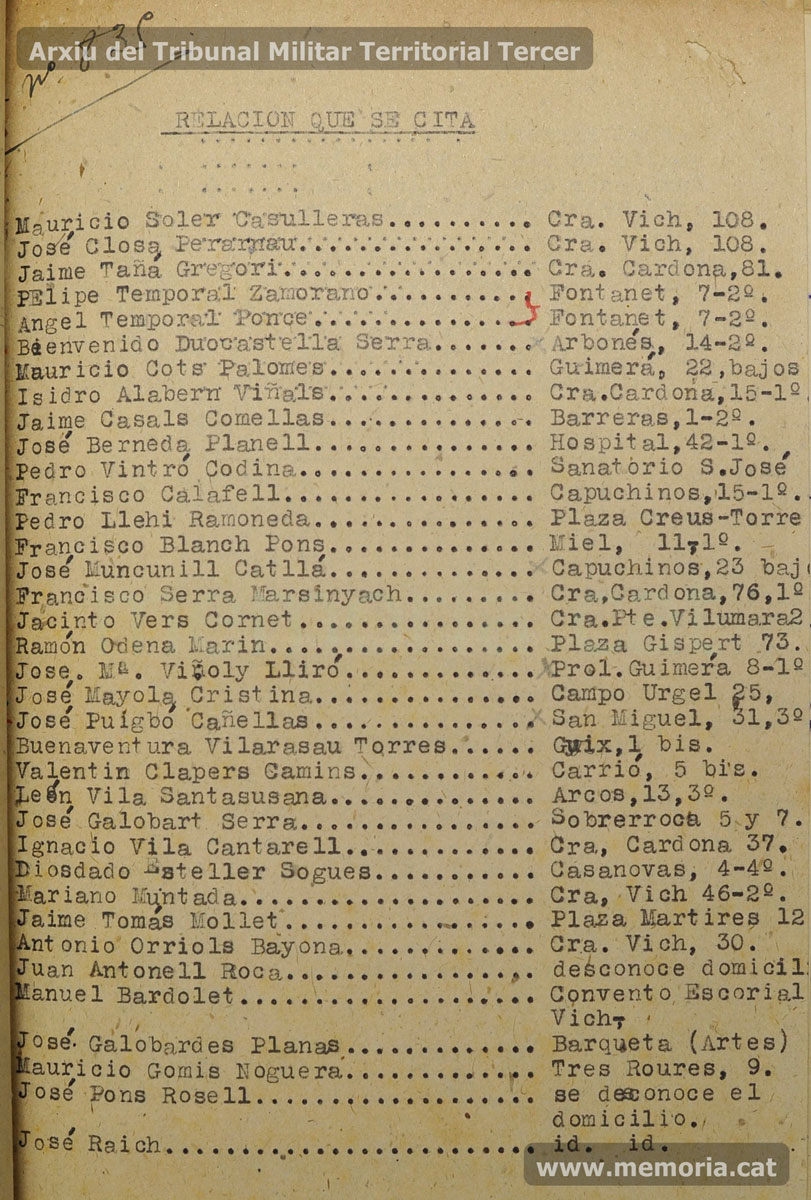 Arxiu del Tribunal Militar Territorial Tercer
nº 835
RELACION QUE SE CITA
Mauricio Soler Casulleras.......... Cra. Vich, 108.
José Closa Peramau................. Cra. Vich, 108.
Jaime Tañá Gregori................. Cra. Cardona,81.
FElipe Temporal Zamorano........... Fontanet, 7-2º.
Angel Temporal Ponce............... Fontanet, 7-2º.
Bienvenido Duocastella Serra....... Arbonés, 14-2º.
Mauricio Cots Palomes.............. Guimerá, 22,bajos
Isidro Alabern Viñals.............. Cra.Cardona,15-1º.
Jaime Casals Comellas.............. Barreras,1-2º.
José Berneda Planell............... Hospital,42-1º.
Pedro Vintró Codina................ Sanatorio S.José
Francisco Calafell................. Capuchinos,15-1º..
Pedro Llehi Ramoneda............... Plaza Creus-Torre
Francisco Blanch Pons.............. Miel, 11,1º.
José Muncunill Catllá.............. Capuchinos,23 bajo
Francisco Serra Marsinyach......... Cra,Cardona,76,1º
Jacinto Vers Cornet................ Cra.Pte.Vilumara2,
Ramón Odena Marin.................. Plaza Gispert 73.
Jose. Mª. Viñoly Lliró............. Prol.Guimera 8-1º
José Mayola Cristina............... Campo Urgel 25,
José Puigbó Cañellas............... San Miguel, 31,3º,
Buenaventura Vilarasau Torres...... Guix,1 bis.
Valentin Clapers Gamins............ Carrió, 5 bis.
León Vila Santasusana.............. Arcos,13,3º.
José Galobart Serra................ Sobrerroca 5 y 7.
Ignacio Vila Cantarell............. Cra, Cardona 37.
Diosdado Esteller Sogues........... Casanovas, 4-4º.
Mariano Muntada.................... Cra, Vich 46-2º.
Jaime Tomás Mollet................. Plaza Martires 12
Antonio Orriols Bayona............. Cra. Vich, 30.
Juan Antonell Roca................. desconoce domicil
Manuel Bardolet.................... Convento Escorial
Vich,
José Galobardes Planas............. Barqueta (Artes)
Mauricio Gomis Noguera............. Tres Roures, 9.
José Pons Rosell................... se desconoce el
domicilio.
José Raich......................... id. id.
www.memoria.cat